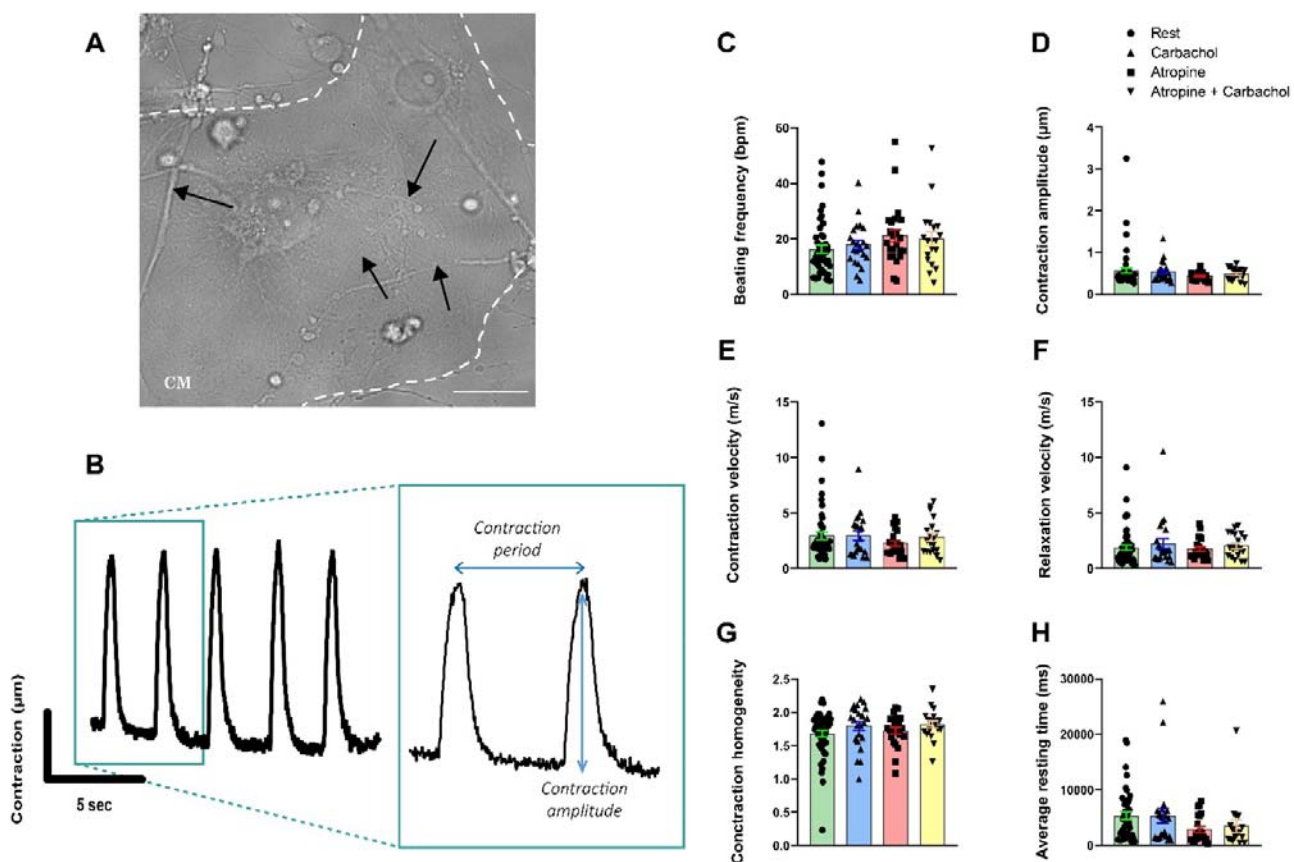 A
CM
B
Contraction (µm)
5 sec
Contraction
period
Contraction
amplitude
C
Beating frequency (bpm)
60
40
20
0
D
Rest
Carbachol
Atropine
Atropine + Carbachol
Contraction amplitude (µm)
4
3
2
1
0
E
Contraction velocity (m/s)
15
10
5
0
F
Relaxation velocity (m/s)
15
10
5
0
G
Conctraction homogeneity
2.5
2.0
1.5
1.0
0.5
0.0
H
Average resting time (ms)
30000
20000
10000
0